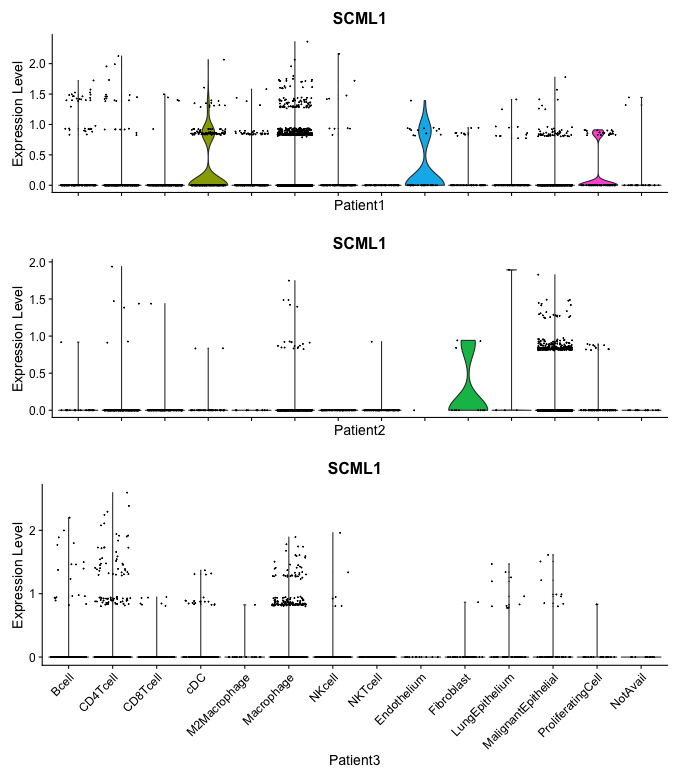 SCML1
Expression Level
2.0
1.5
1.0
0.5
0.0
Patient1
SCML1
Expression Level
2.0
1.5
1.0
0.5
0.0
Patient2
SCML1
Expression Level
2
1
0
Bcell
CD4Tcell
CD8Tcell
cDC
M2Macrophage
Macrophage
NKcell
NKTcell
Endothelium
Fibroblast
LungEpithelium
MalignantEpithelial
ProliferatingCell
NotAvail
Patient3